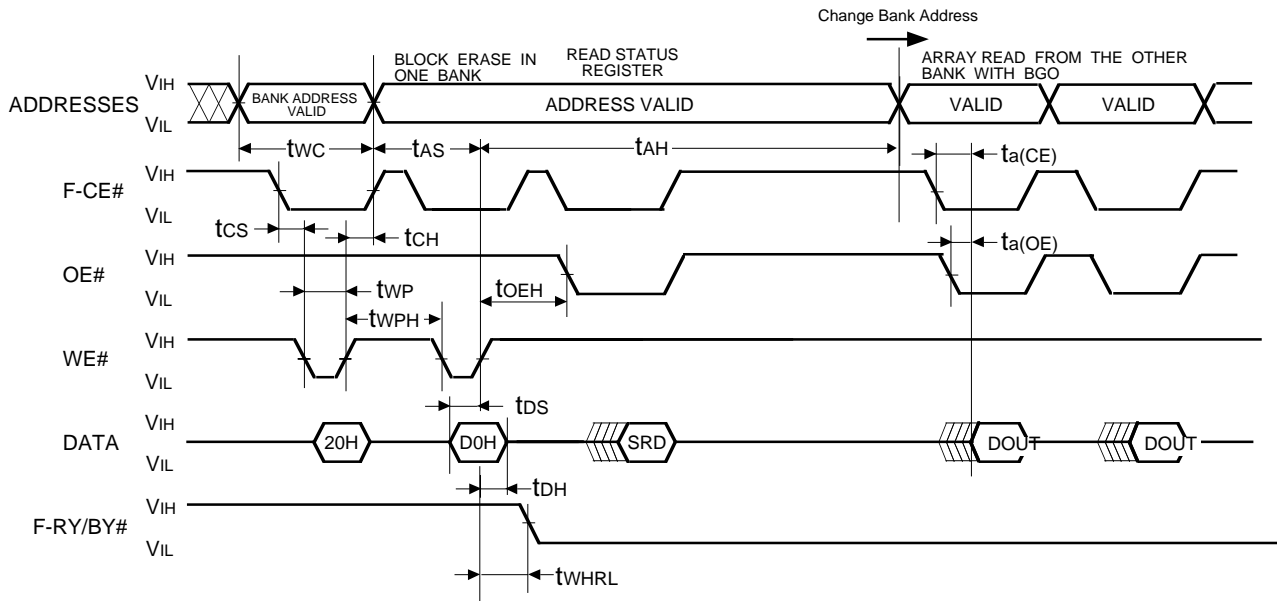 Change Bank Address
BLOCK ERASE IN
ONE BANK
READ STATUS
REGISTER
ARRAY READ FROM THE OTHER
BANK WITH BGO
ADDRESSES
VIH
VIL
BANK ADDRESS
VALID
ADDRESS VALID
VALID
VALID
tWC
tAS
tAH
ta(CE)
F-CE#
VIH
VIL
tCS
tCH
ta(OE)
OE#
VIH
VIL
tWP
tOEH
tWPH
WE#
VIH
VIL
tDS
DATA
VIH
VIL
20H
D0H
SRD
DOUT
DOUT
tDH
F-RY/BY#
VIH
VIL
tWHRL